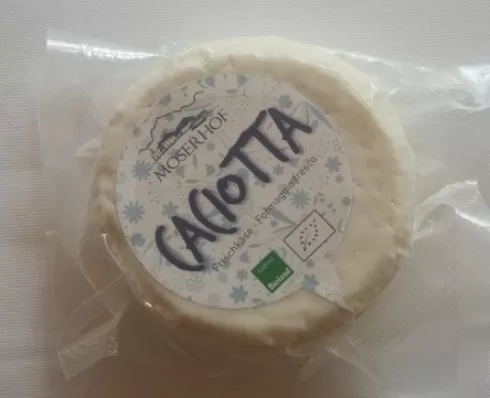 MOSERHOF
CACIOTTA
Frischkäse - Formaggio fresco
Bioland